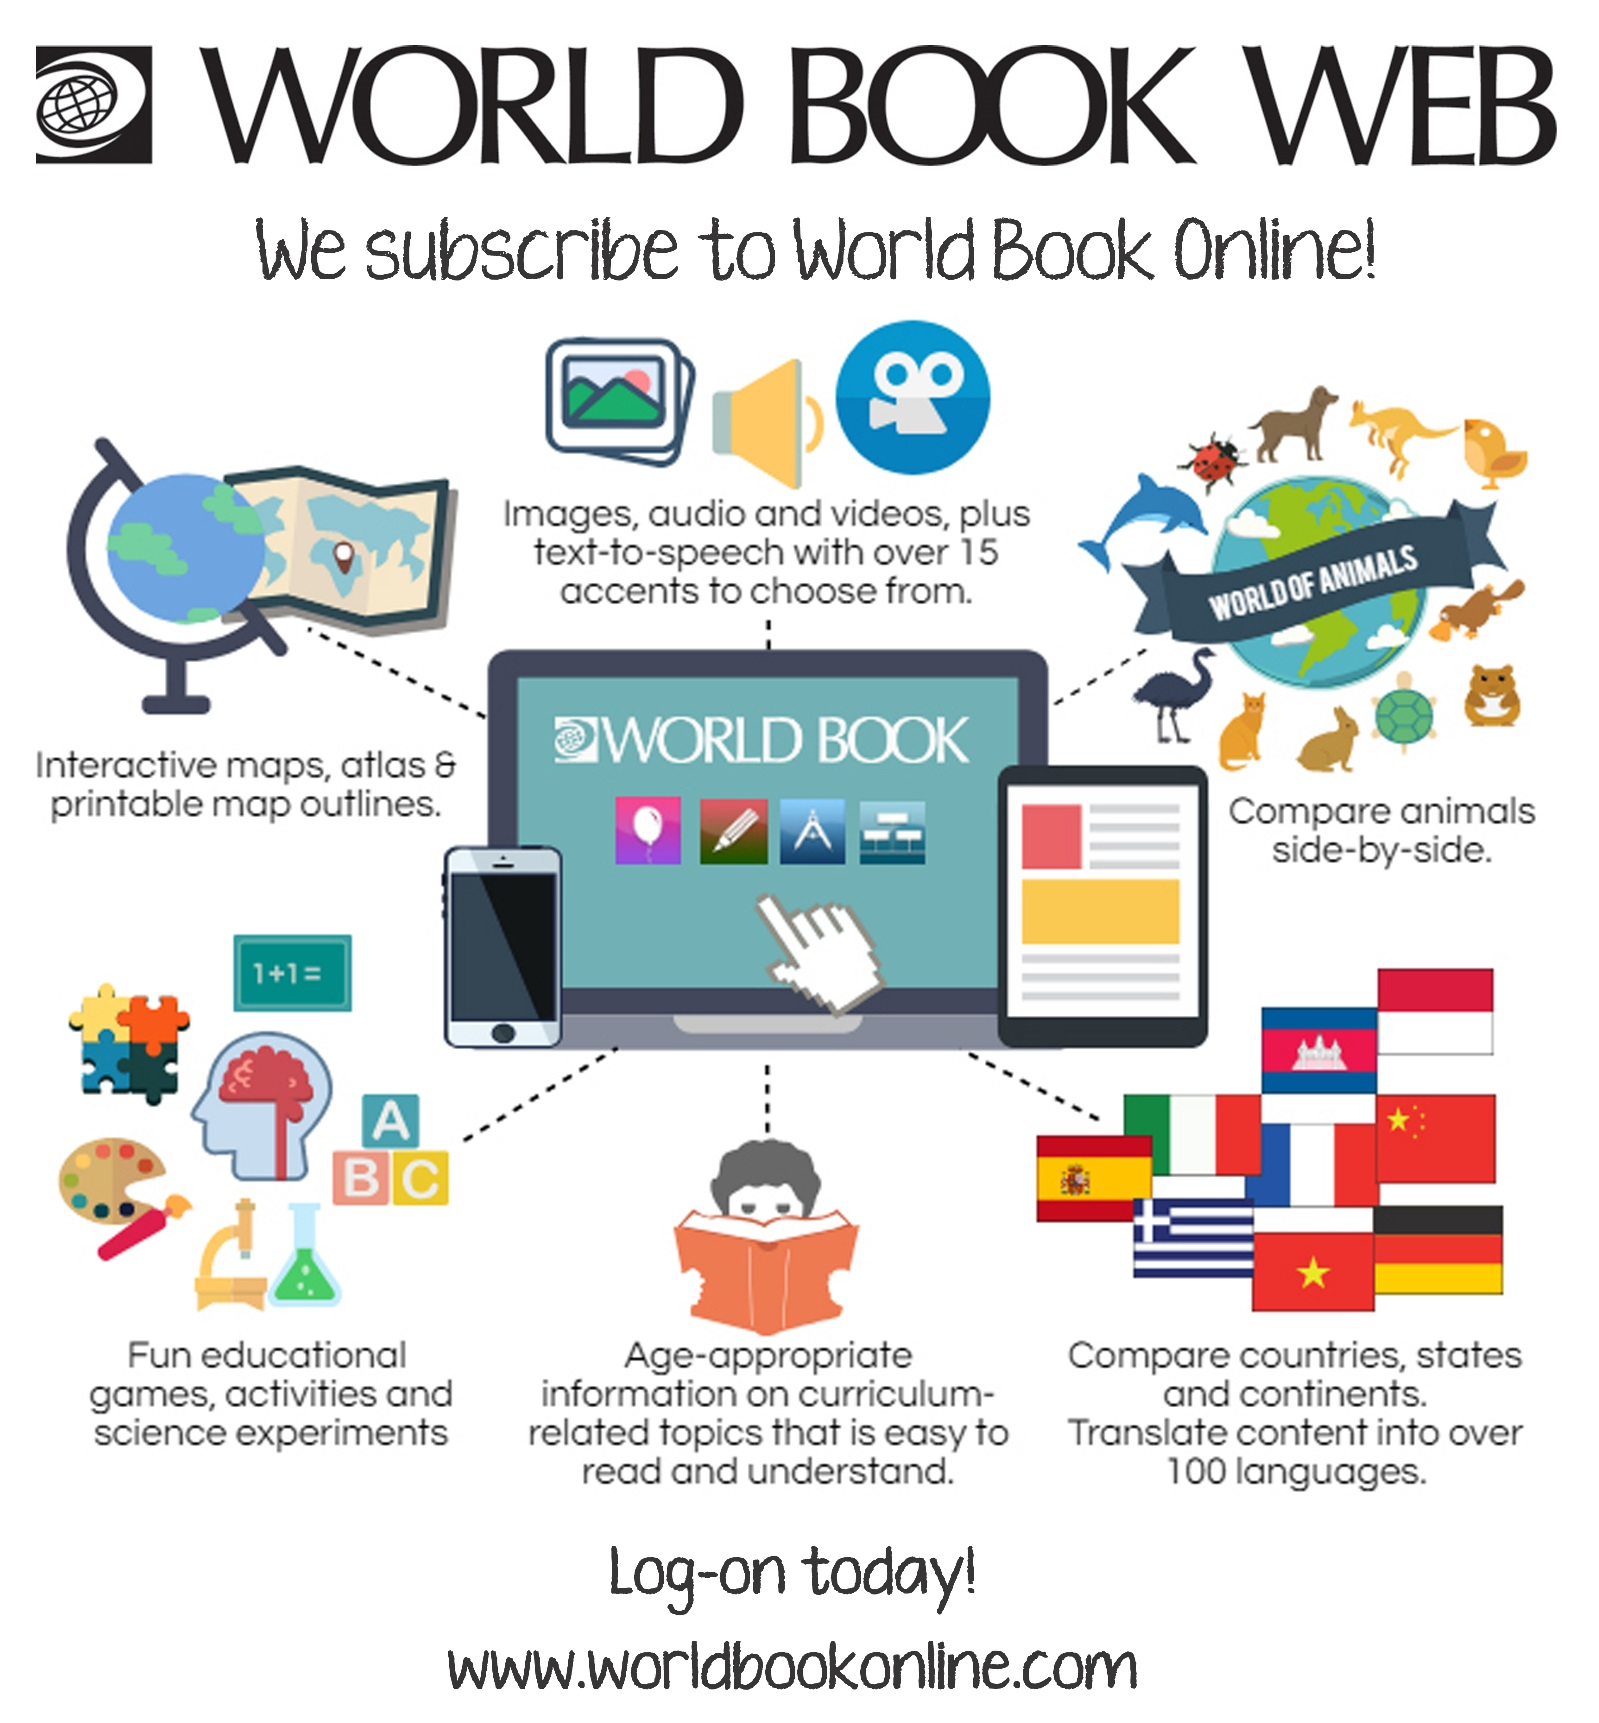 WORLD BOOK WEB
We subscribe to World Book Online!
Images, audio and videos, plus
text-to-speech with over 15
accents to choose from.
WORLD OF ANIMALS
Interactive maps, atlas &
printable map outlines.
WORLD BOOK
Compare animals
side-by-side.
1+1=
A
B C
Fun educational
games, activities and
science experiments
Age-appropriate
information on curriculum-
related topics that is easy to
read and understand.
Compare countries, states
and continents.
Translate content into over
100 languages.
Log-on today!
www.worldbookonline.com